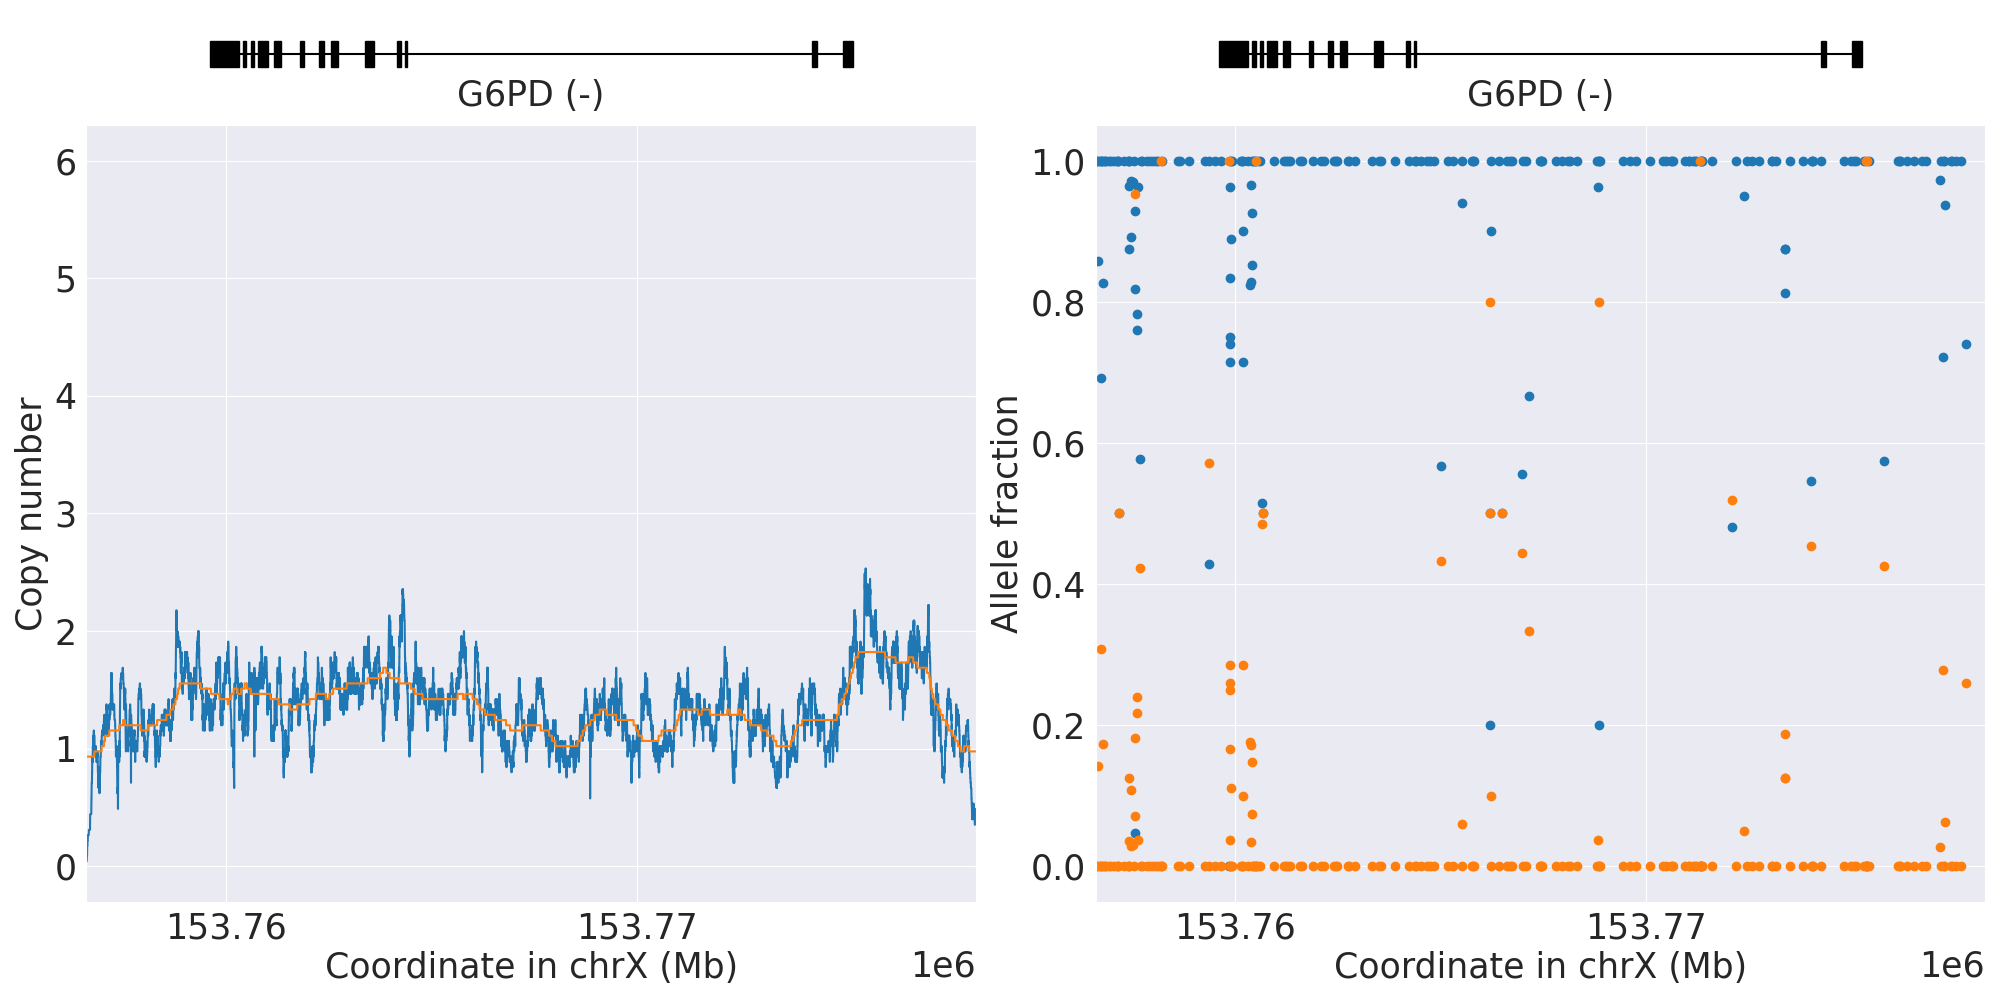 G6PD (-)
6
5
4
3
2
1
0
Copy number
153.76
153.77
Coordinate in chrX (Mb)
1e6
G6PD (-)
1.0
0.8
0.6
0.4
0.2
0.0
Allele fraction
153.76
153.77
Coordinate in chrX (Mb)
1e6